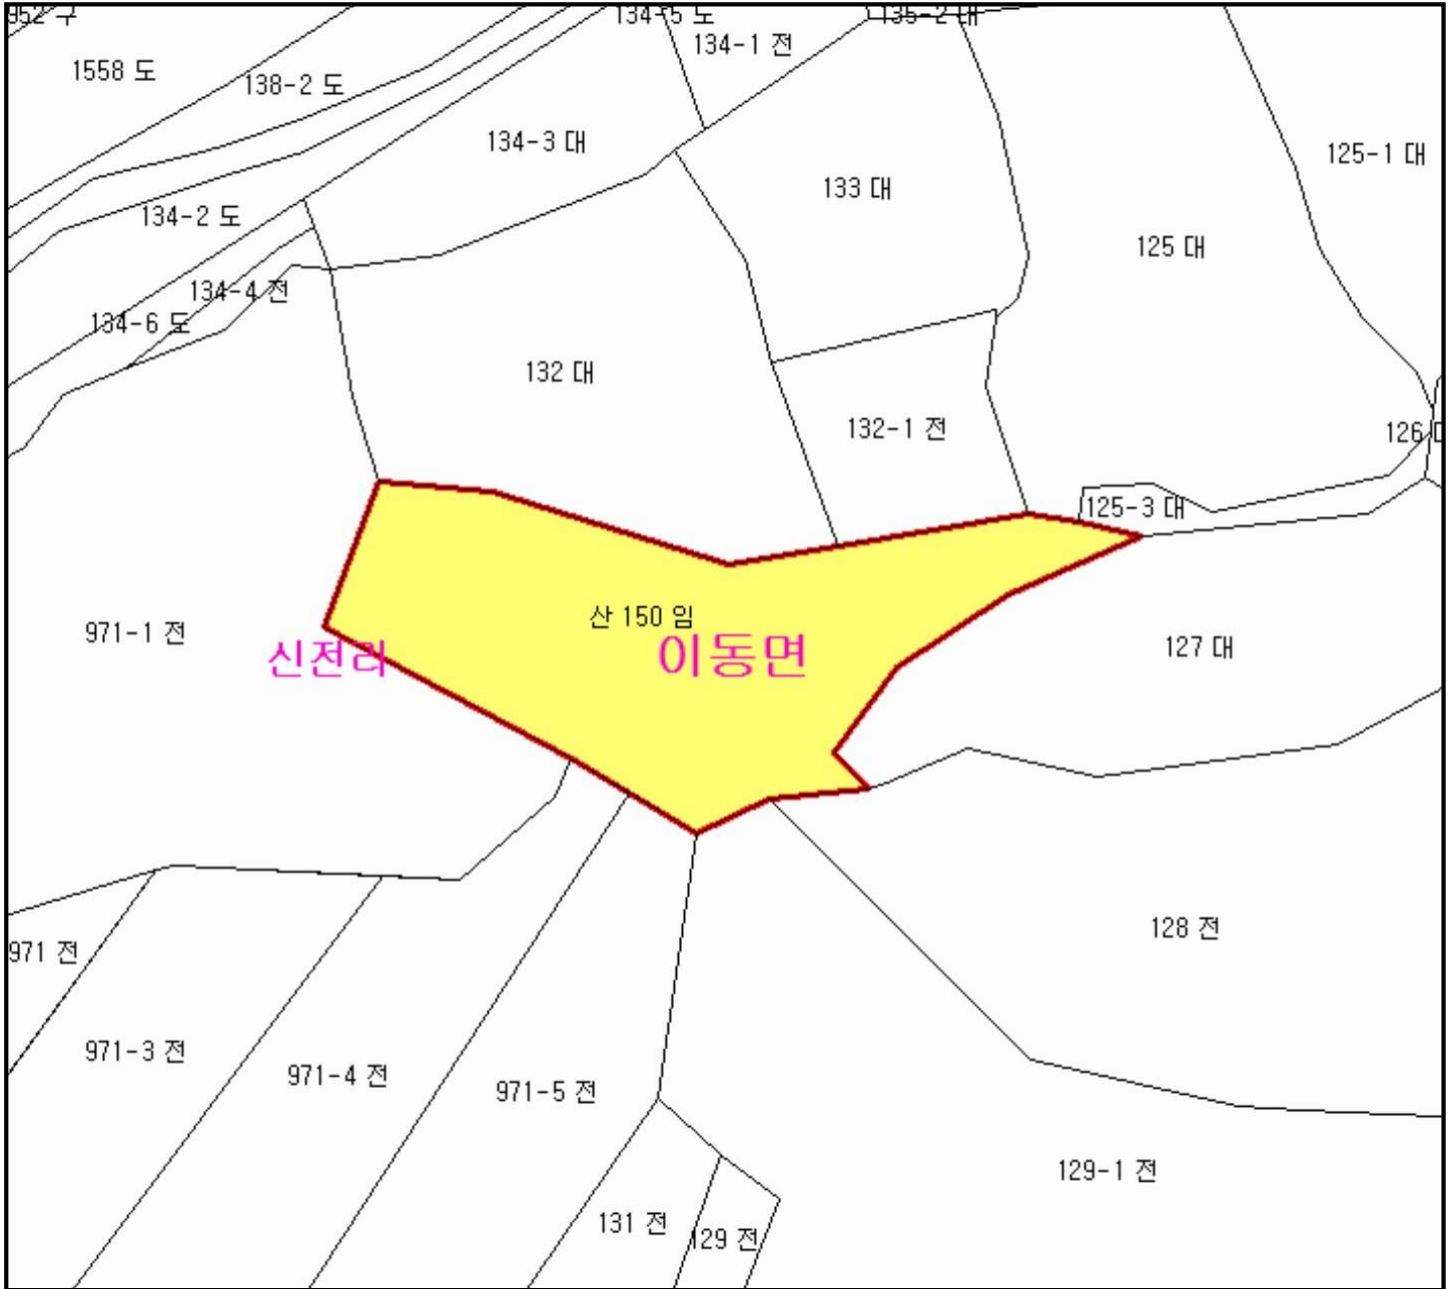 134-5 도
134-1 전
1558 도
138-2 도
134-3 대
125-1 대
133 대
134-2 도
125 대
134-4 전
134-6 도
132 대
132-1 전
126
125-3 대
산 150 임
971-1 전
127 대
신전리
이동면
128 전
971 전
971-3 전
971-4 전
971-5 전
129-1 전
131 전
129 전